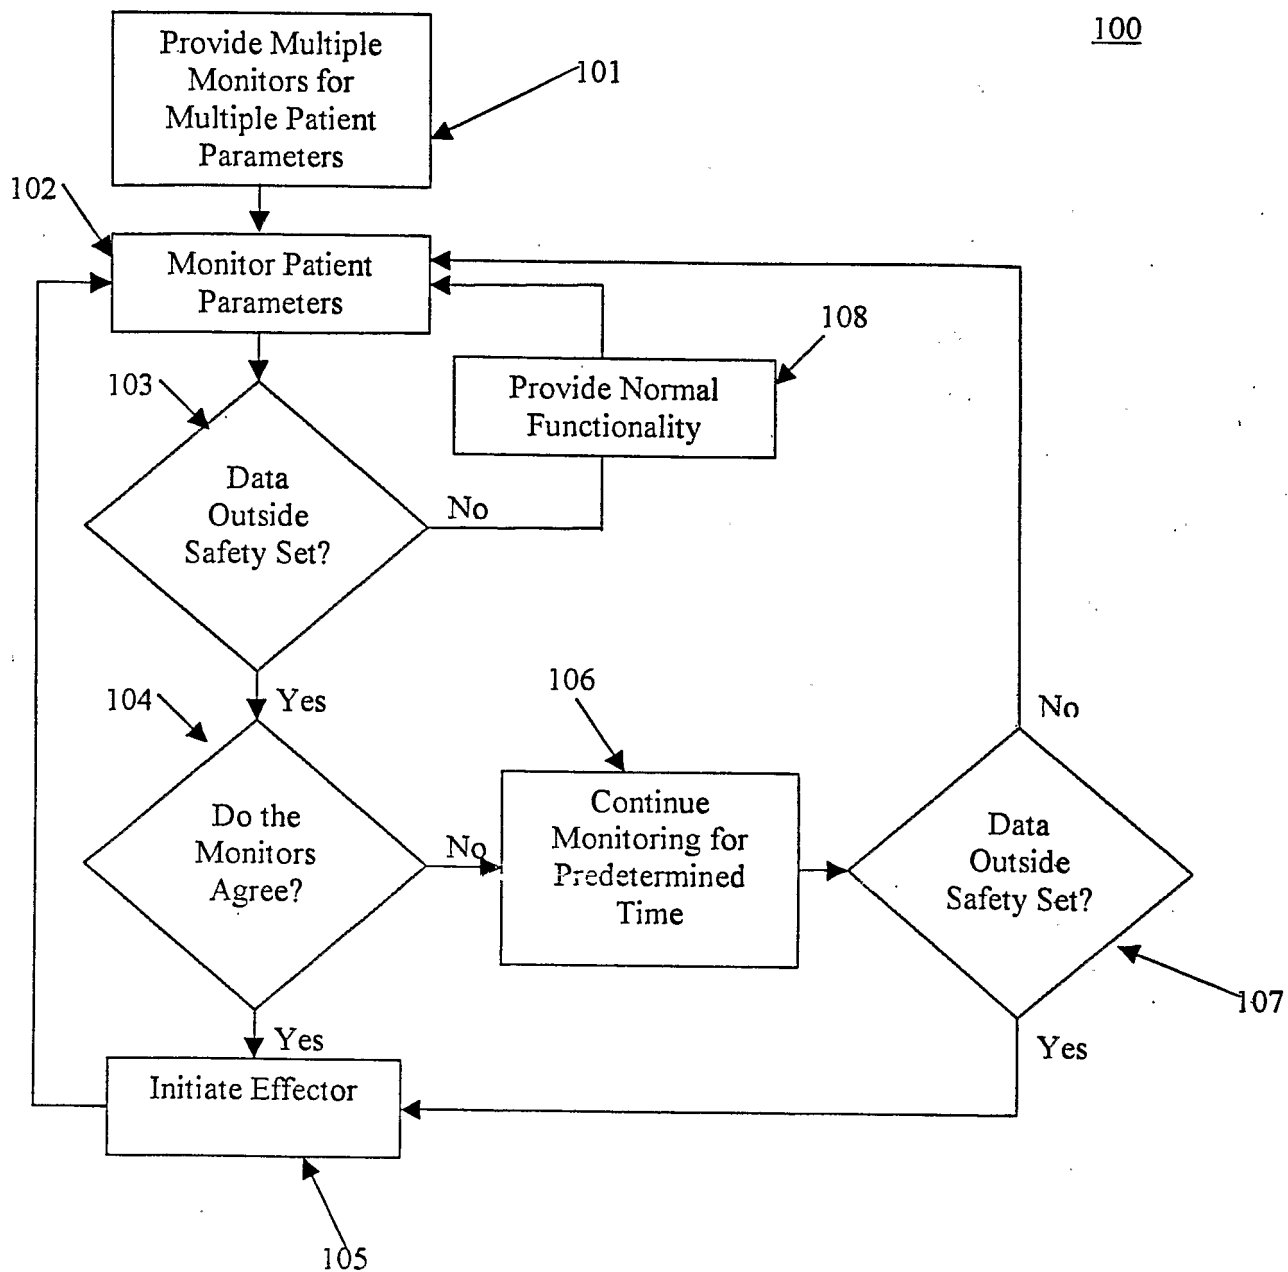 100
Provide Multiple
Monitors for
Multiple Patient
Parameters
101
102
Monitor Patient
Parameters
108
Provide Normal
Functionality
103
Data
Outside
Safety Set?
No
Yes
104
106
No
Do the
Monitors
Agree?
No
Continue
Monitoring for
Predetermined
Time
Data
Outside
Safety Set?
107
Yes
Yes
Initiate Effector
105